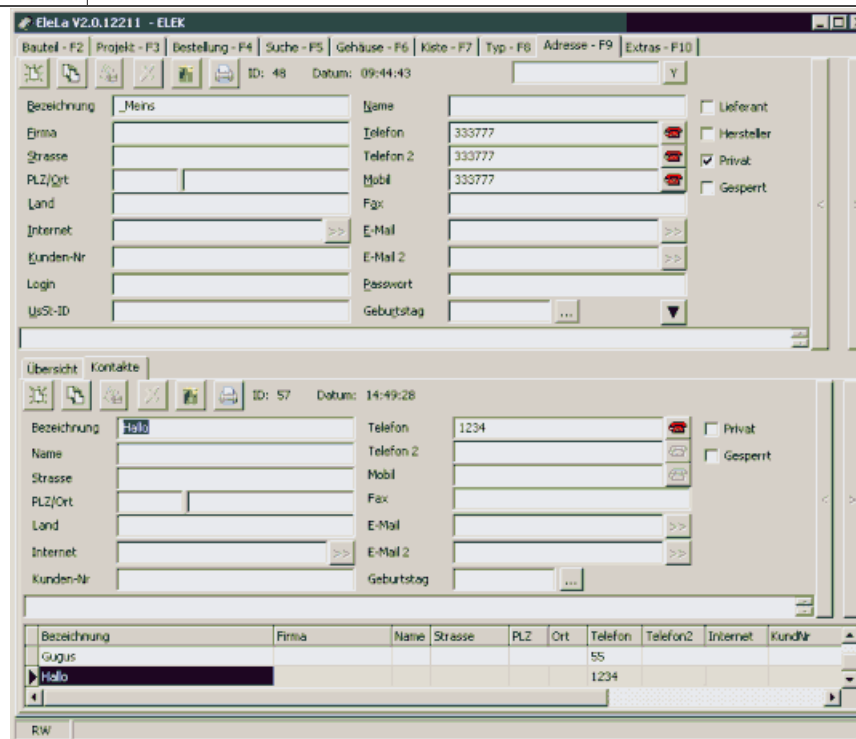 EleLa V2.0.12211 - ELEK
Bauteil - F2 Projekt - F3 Bestellung - F4 Suche - F5 Gehäuse - F6 Kiste - F7 Typ - F8 Adresse - F9 Extras - F10
ID: 48 Datum: 09:44:43 Y
Bezeichnung _Meins Name Lieferant
Firma Telefon 333777 Hersteller
Strasse Telefon 2 333777 Privat
PLZ/Ort Mobil 333777 Gesperrt
Land Fax <
Internet >> E-Mail >>
Kunden-Nr E-Mail 2 >>
Login Passwort
UsSt-ID Geburtstag ...
Übersicht Kontakte
ID: 57 Datum: 14:49:28
Bezeichnung Hallo Telefon 1234 Privat
Name Telefon 2 Gesperrt
Strasse Mobil
PLZ/Ort Fax < >
Land E-Mail >>
Internet >> E-Mail 2 >>
Kunden-Nr Geburtstag ...
Bezeichnung Firma Name Strasse PLZ Ort Telefon Telefon2 Internet KundNr
Gugus 55
Hallo 1234
RW